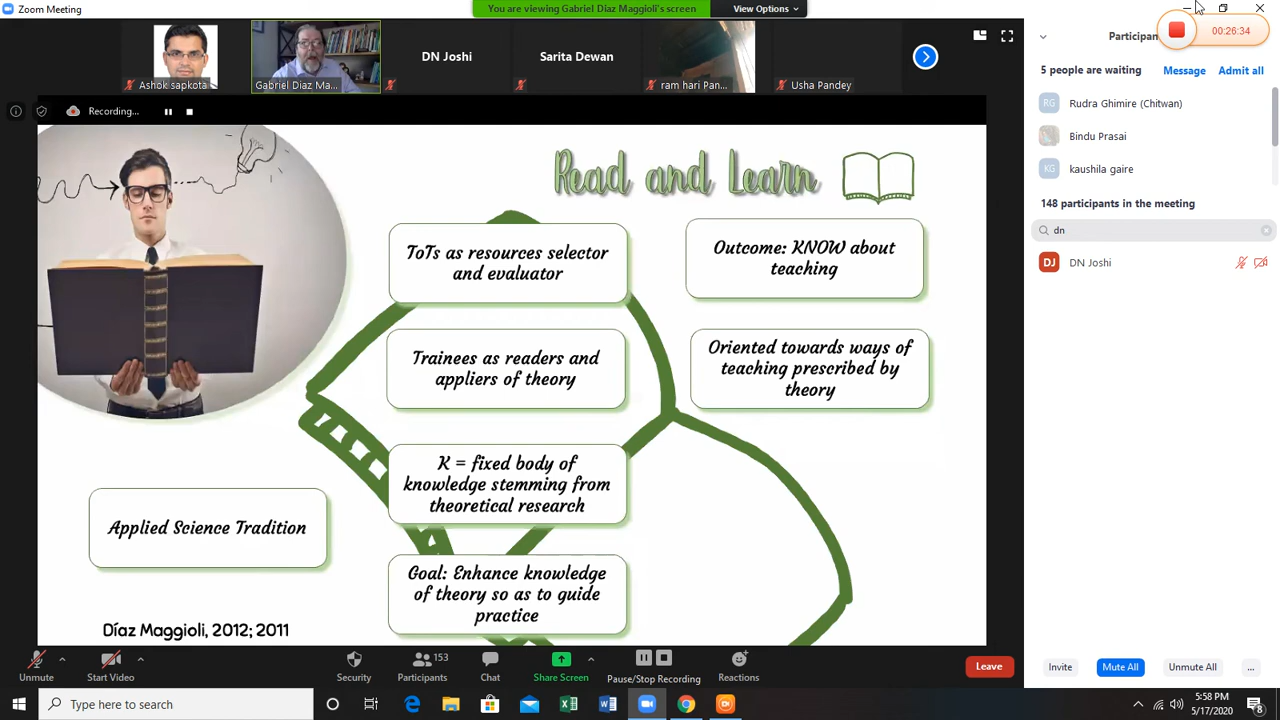 Zoom Meeting
You are viewing Gabriel Diaz Maggioli's screen
View Options
00:26:34
Ashok sapkota
Gabriel Diaz Ma...
DN Joshi
Sarita Dewan
ram hari Pan...
Usha Pandey
Recording...
Read and Learn
ToTs as resources selector
and evaluator
Outcome: KNOW about
teaching
Trainees as readers and
appliers of theory
Oriented towards ways of
teaching prescribed by
theory
K = fixed body of
knowledge stemming from
theoretical research
Applied Science Tradition
Goal: Enhance knowledge
of theory so as to guide
practice
Díaz Maggioli, 2012; 2011
Participan
5 people are waiting
Message
Admit all
RG
Rudra Ghimire (Chitwan)
Bindu Prasai
KG
kaushila gaire
148 participants in the meeting
dn
DJ
DN Joshi
Unmute
Start Video
Security
Participants
153
Chat
Share Screen
Pause/Stop Recording
Reactions
Leave
Invite
Mute All
Unmute All
...
Type here to search
5:58 PM
5/17/2020
8